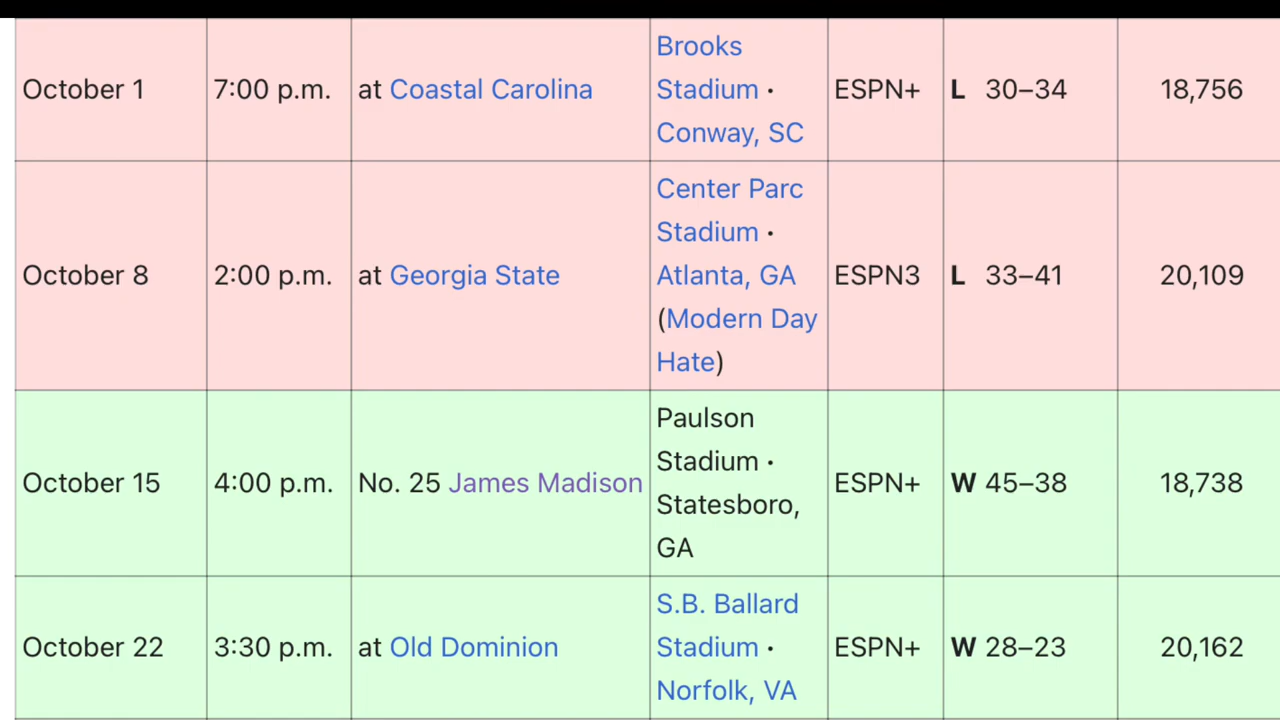 October 1 7:00 p.m. at Coastal Carolina Brooks Stadium • Conway, SC ESPN+ L 30–34 18,756
October 8 2:00 p.m. at Georgia State Center Parc Stadium • Atlanta, GA (Modern Day Hate) ESPN3 L 33–41 20,109
October 15 4:00 p.m. No. 25 James Madison Paulson Stadium • Statesboro, GA ESPN+ W 45–38 18,738
October 22 3:30 p.m. at Old Dominion S.B. Ballard Stadium • Norfolk, VA ESPN+ W 28–23 20,162